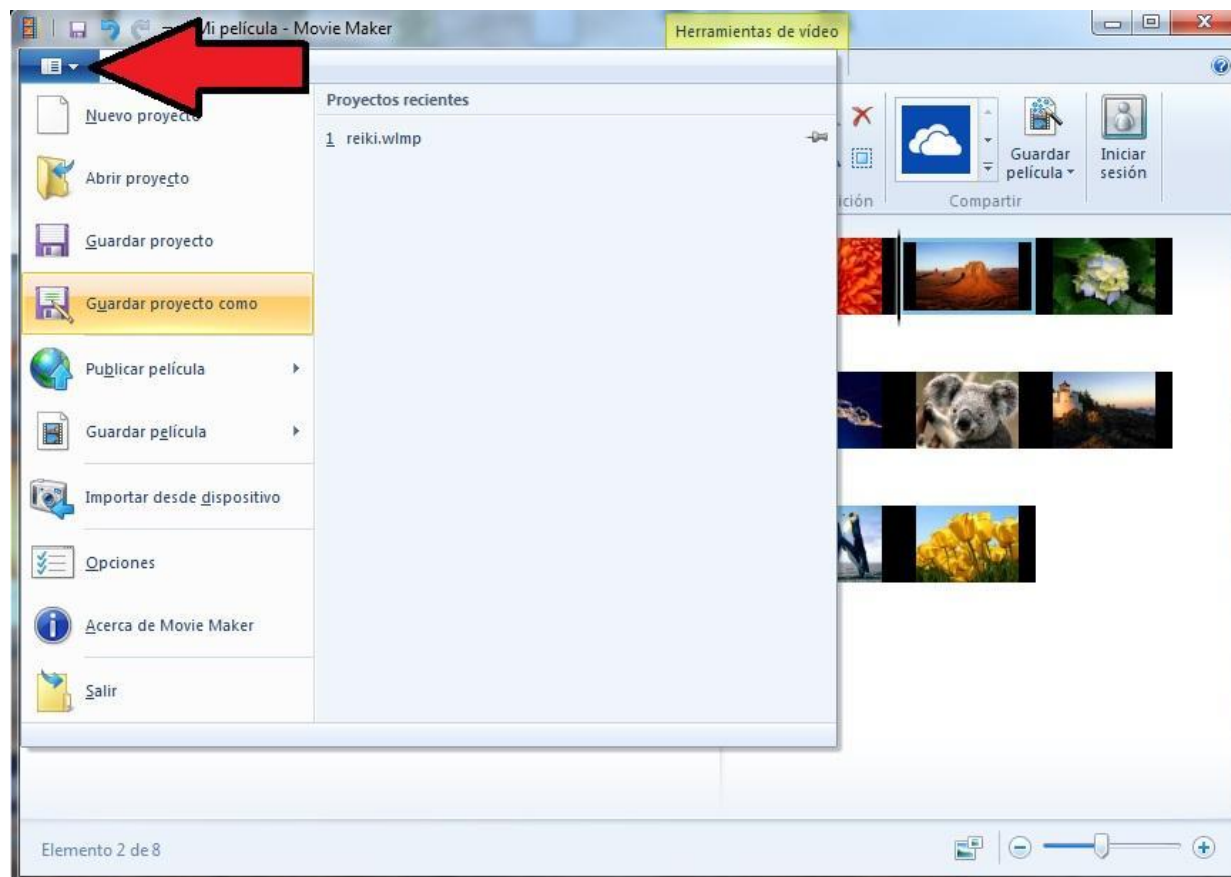 Mi película - Movie Maker
Herramientas de vídeo
Nuevo proyecto
Abrir proyecto
Guardar proyecto
Guardar proyecto como
Publicar película
Guardar película
Importar desde dispositivo
Opciones
Acerca de Movie Maker
Salir
Proyectos recientes
1 reiki.wlmp
Guardar
película
Iniciar
sesión
Compartir
Elemento 2 de 8